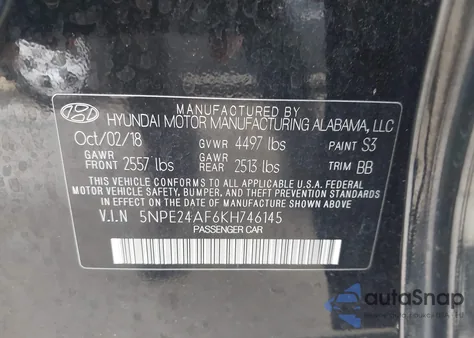 MANUFACTURED BY
HYUNDAI MOTOR MANUFACTURING ALABAMA, LLC
Oct/02/18 GVWR 4497 lbs PAINT S3
GAWR FRONT 2557 lbs GAWR REAR 2513 lbs TRIM BB
THIS VEHICLE CONFORMS TO ALL APPLICABLE U.S.A. FEDERAL
MOTOR VEHICLE SAFETY, BUMPER, AND THEFT PREVENTION STANDARDS
IN EFFECT ON THE DATE OF MANUFACTURE SHOWN ABOVE
V.I.N 5NPE24AF6KH746145
PASSENGER CAR
autoSnap